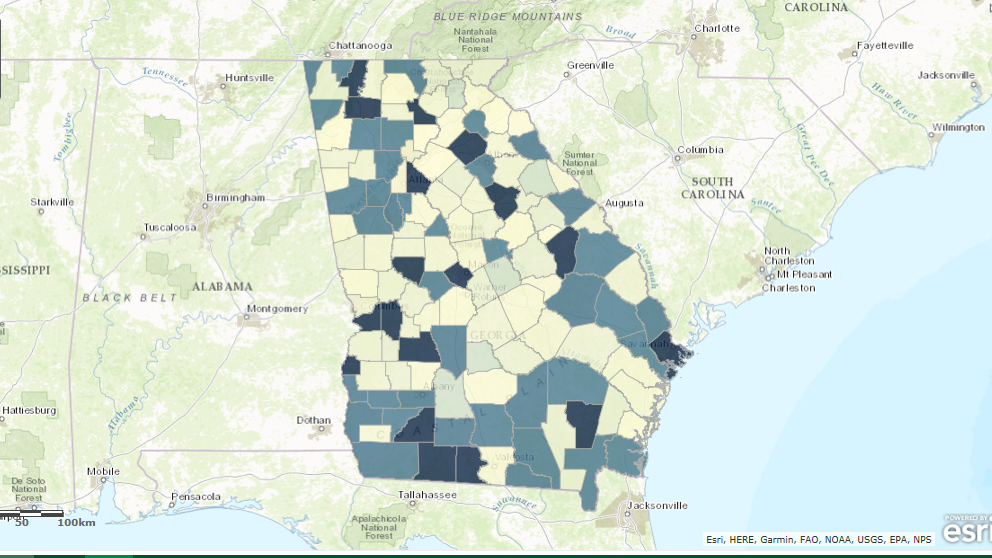 BLUE RIDGE MOUNTAINS
CAROLINA
Chattanooga
Nantahala
National
Forest
Broad
Charlotte
Fayetteville
Tennessee
Huntsville
Greenville
Jacksonville
Haw River
Tombigbee
Great Pee Dee
Wilmington
Columbia
Sumter
National
Forest
SOUTH
CAROLINA
Starkville
Birmingham
Atlanta
Augusta
Santee
Tuscaloosa
SISSIPPI
Savannah
North
Charleston
Mt Pleasant
Charleston
Macon
Warner
Robin
ALABAMA
BLACK BELT
Montgomery
GEORG
Savannah
Albany
COASTAL PLAIN
Hattiesburg
Alabama
Dothan
Valdosta
Mobile
De Soto
National
Forest
Pensacola
Tallahassee
Suwannee
Jacksonville
50 100km
Apalachicola
National
Forest
POWERED BY
esri
Esri, HERE, Garmin, FAO, NOAA, USGS, EPA, NPS